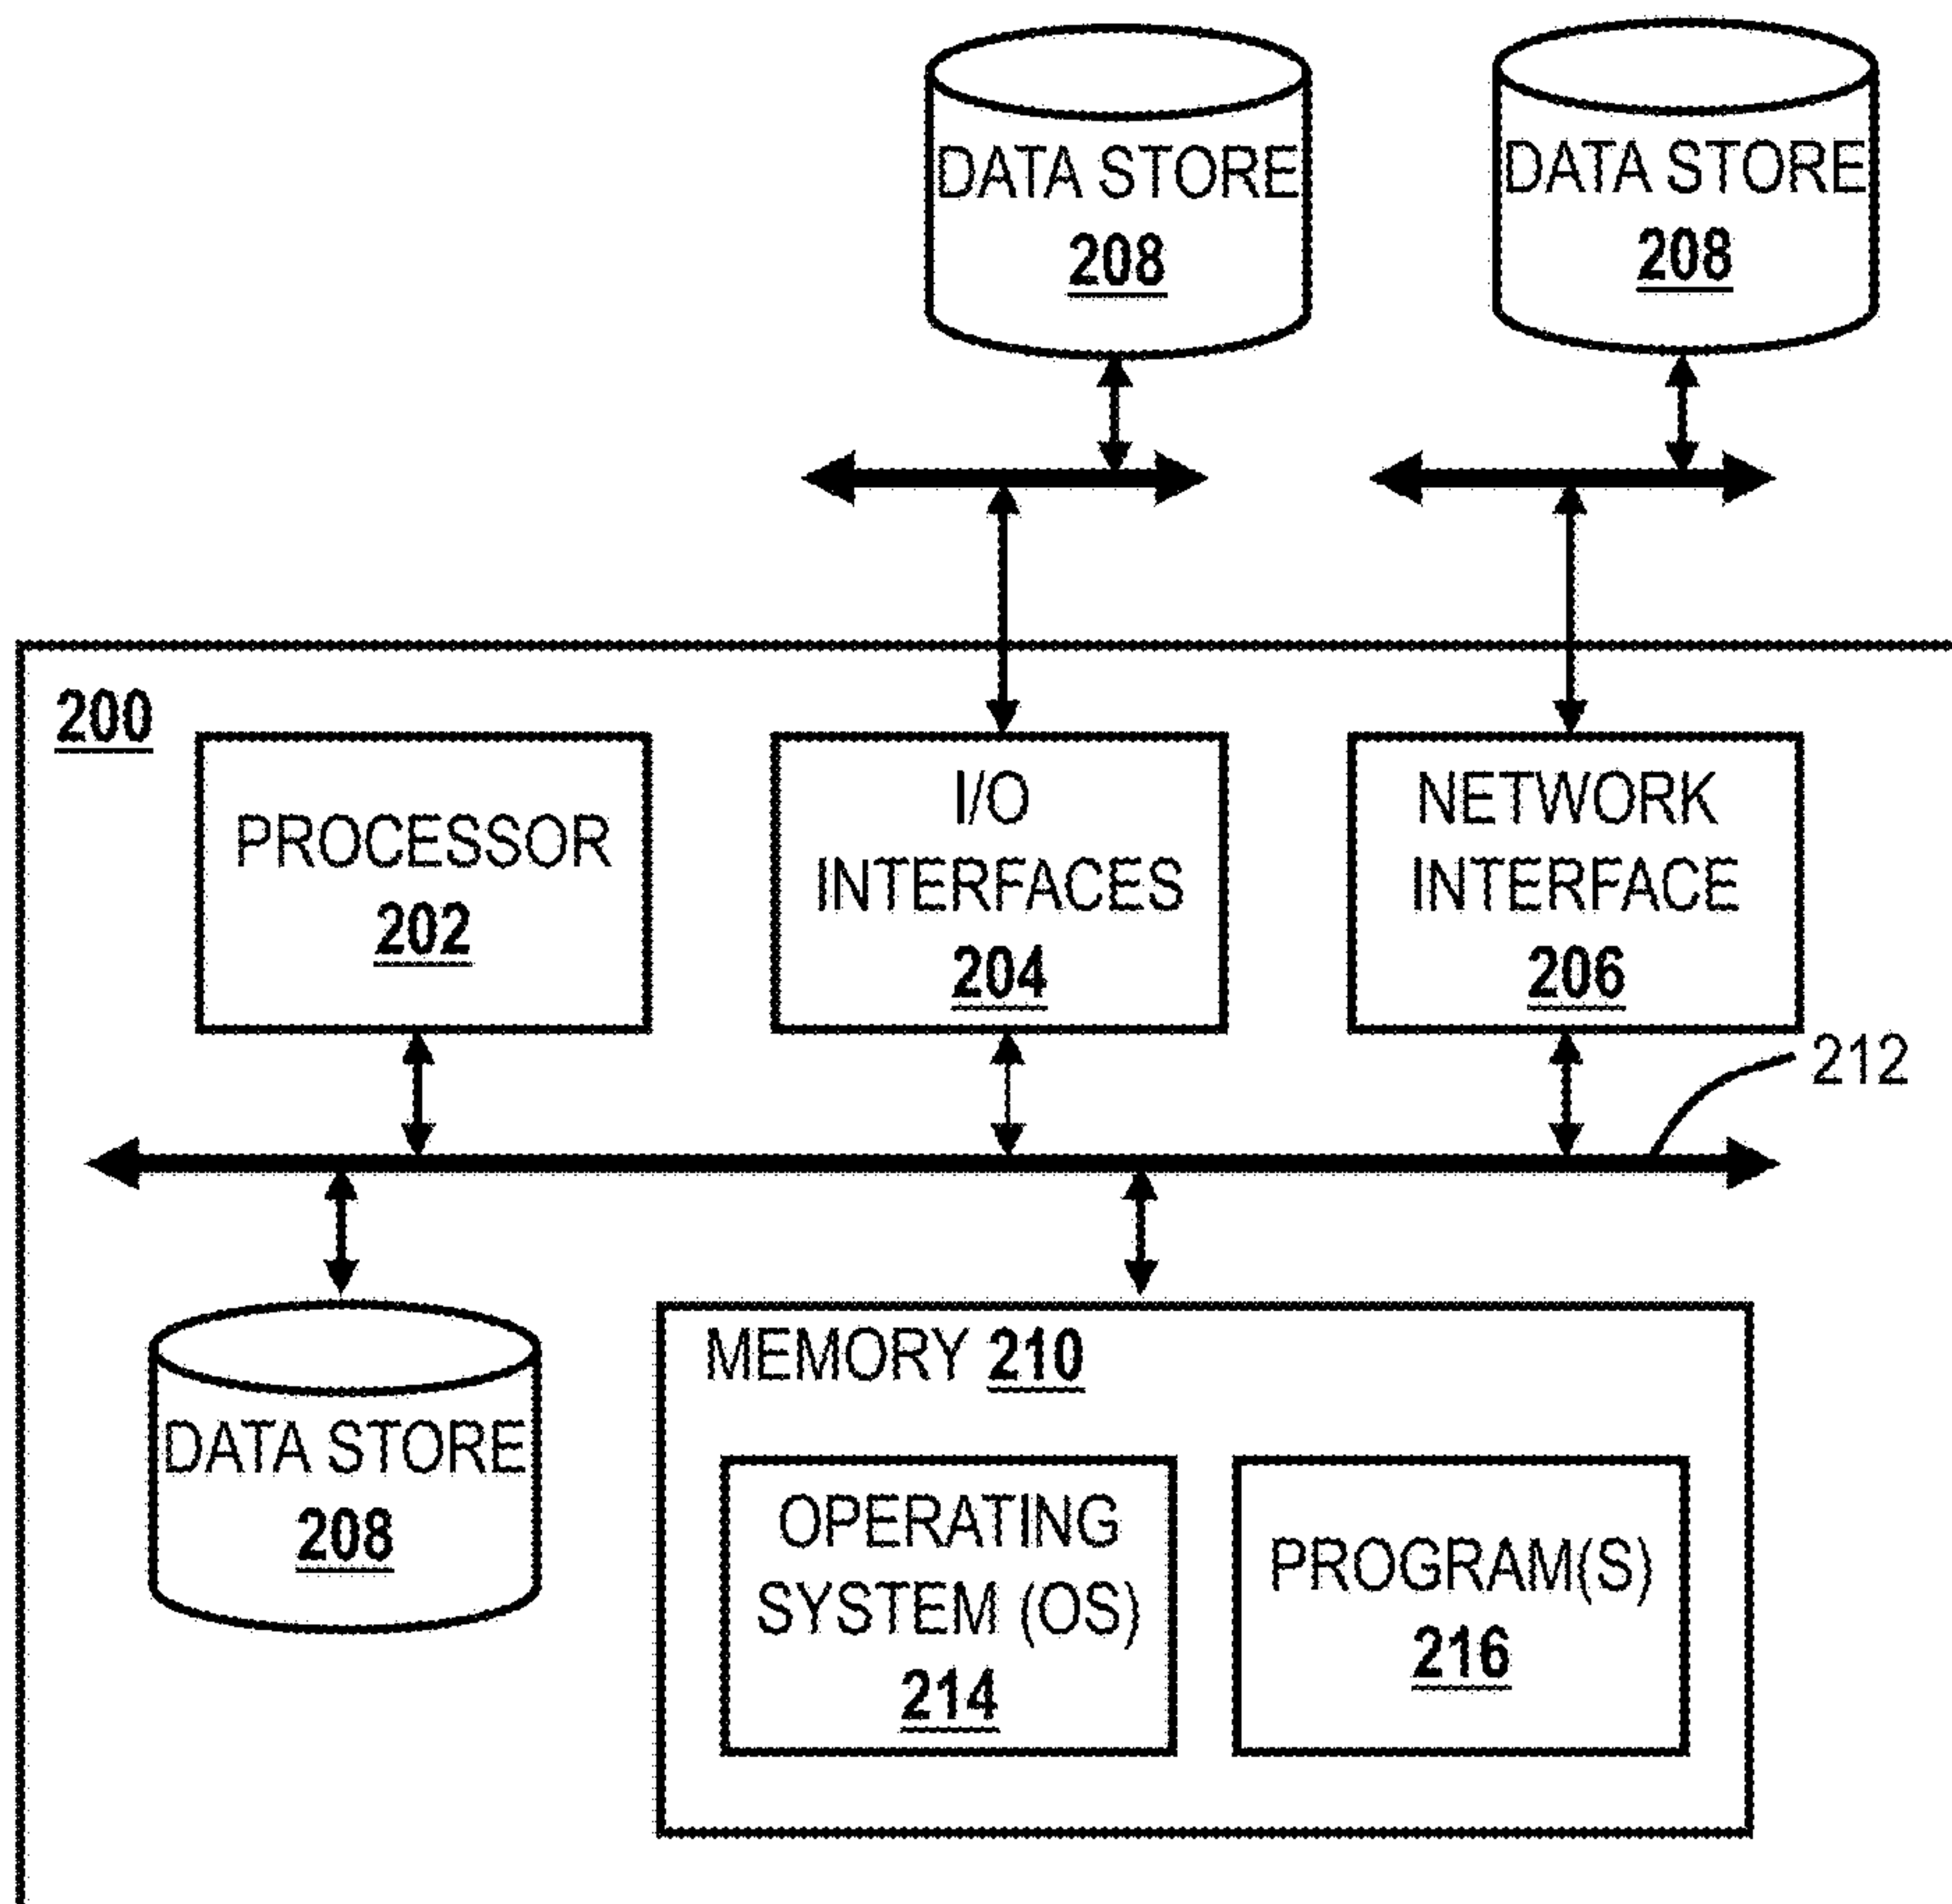 DATA STORE
208
DATA STORE
208
200
PROCESSOR
202
I/O
INTERFACES
204
NETWORK
INTERFACE
206
212
DATA STORE
208
MEMORY 210
OPERATING
SYSTEM (OS)
214
PROGRAM(S)
216